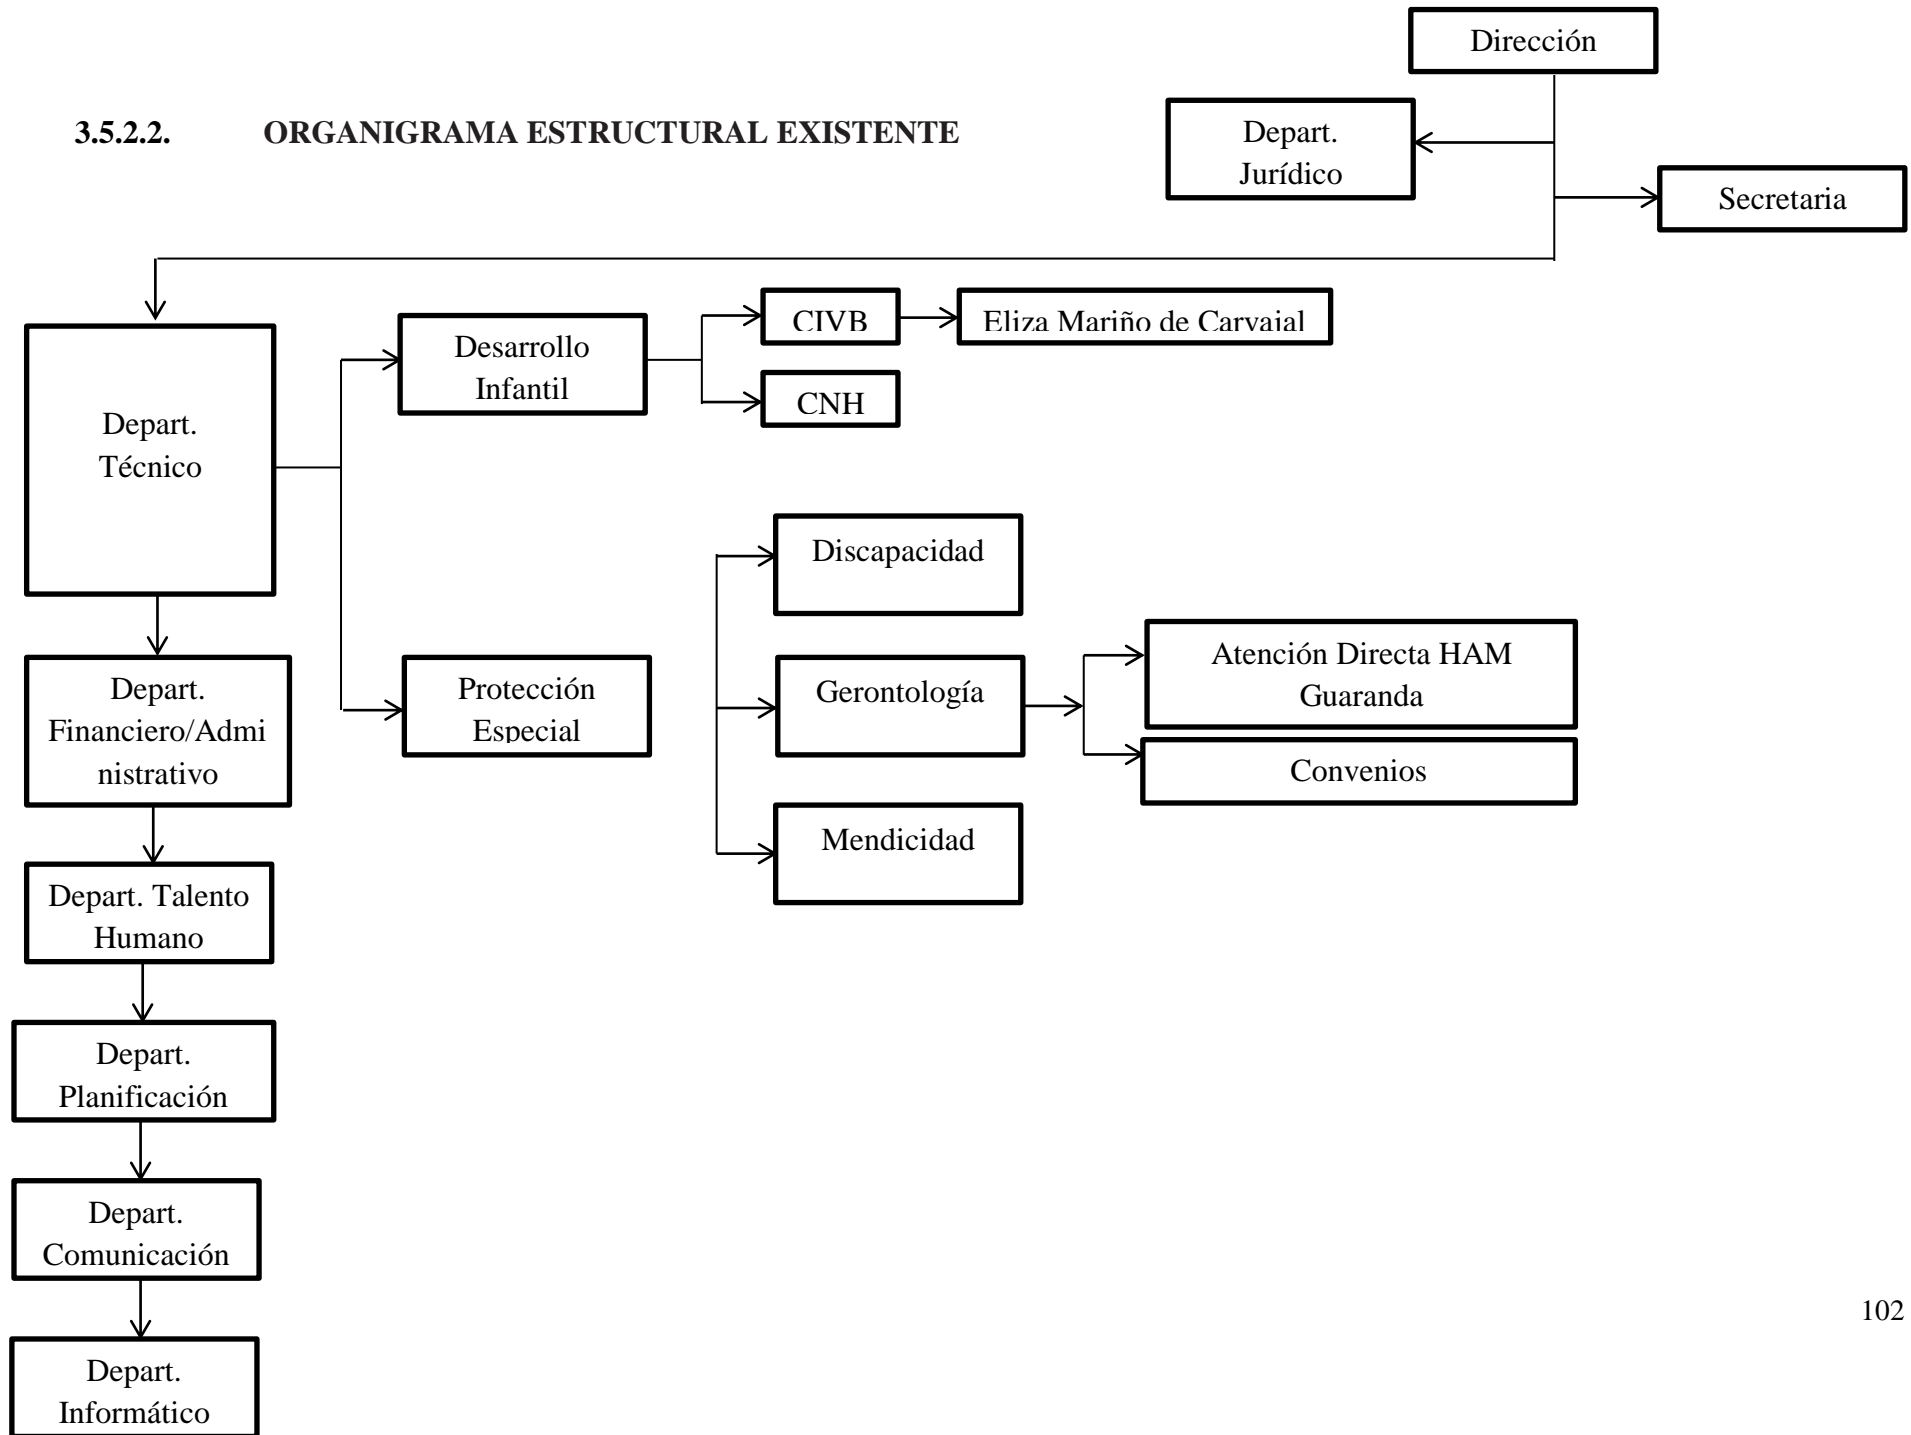 Dirección
3.5.2.2. ORGANIGRAMA ESTRUCTURAL EXISTENTE
Depart.
Jurídico
Secretaria
Depart.
Técnico
Desarrollo
Infantil
CIVB
Eliza Mariño de Carvajal
CNH
Discapacidad
Protección
Especial
Gerontología
Atención Directa HAM
Guaranda
Convenios
Mendicidad
Depart.
Financiero/Admi
nistrativo
Depart. Talento
Humano
Depart.
Planificación
Depart.
Comunicación
Depart.
Informático
102